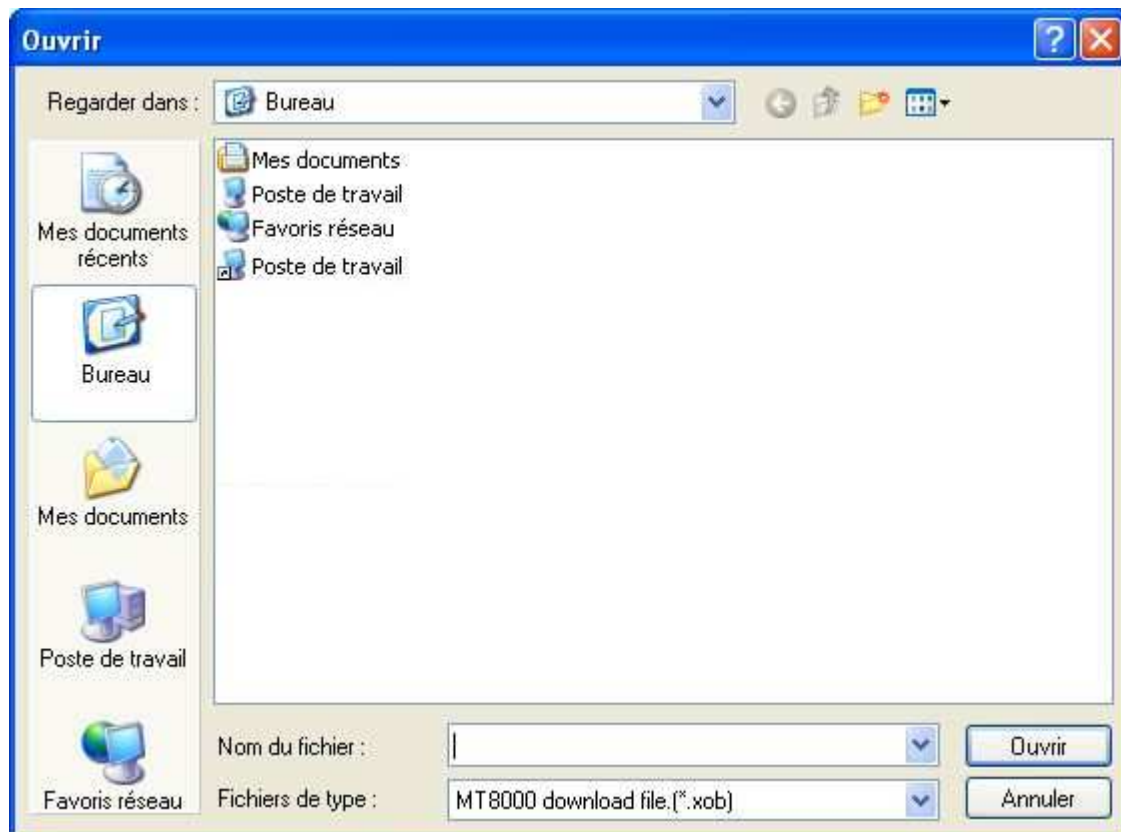 Ouvrir
Regarder dans :
Bureau
Mes documents
récents
Bureau
Mes documents
Poste de travail
Favoris réseau
Mes documents
Poste de travail
Favoris réseau
Poste de travail
Nom du fichier :
Ouvrir
Fichiers de type :
MT8000 download file.(*.xob)
Annuler